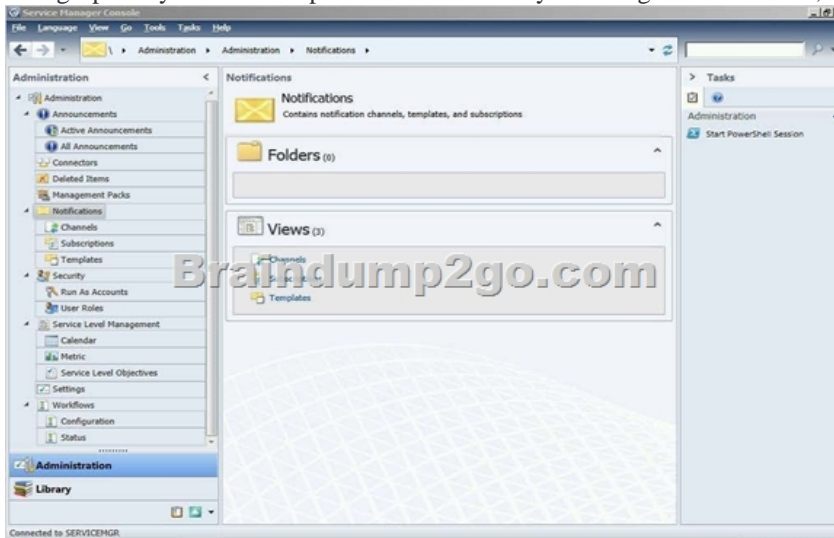 Service Manager Console
File Language View Go Tools Tasks Help
\ Administration Administration Notifications
Administration
Administration
Announcements
Active Announcements
All Announcements
Connectors
Deleted Items
Management Packs
Notifications
Channels
Subscriptions
Templates
Security
Run As Accounts
User Roles
Service Level Management
Calendar
Metric
Service Level Objectives
Settings
Workflows
Configuration
Status
Administration
Library
Connected to SERVICEMGR
Notifications
Notifications
Contains notification channels, templates, and subscriptions
Folders (0)
Views (3)
Channels
Templates
Braindump2go.com
Tasks
Administration
Start PowerShell Session